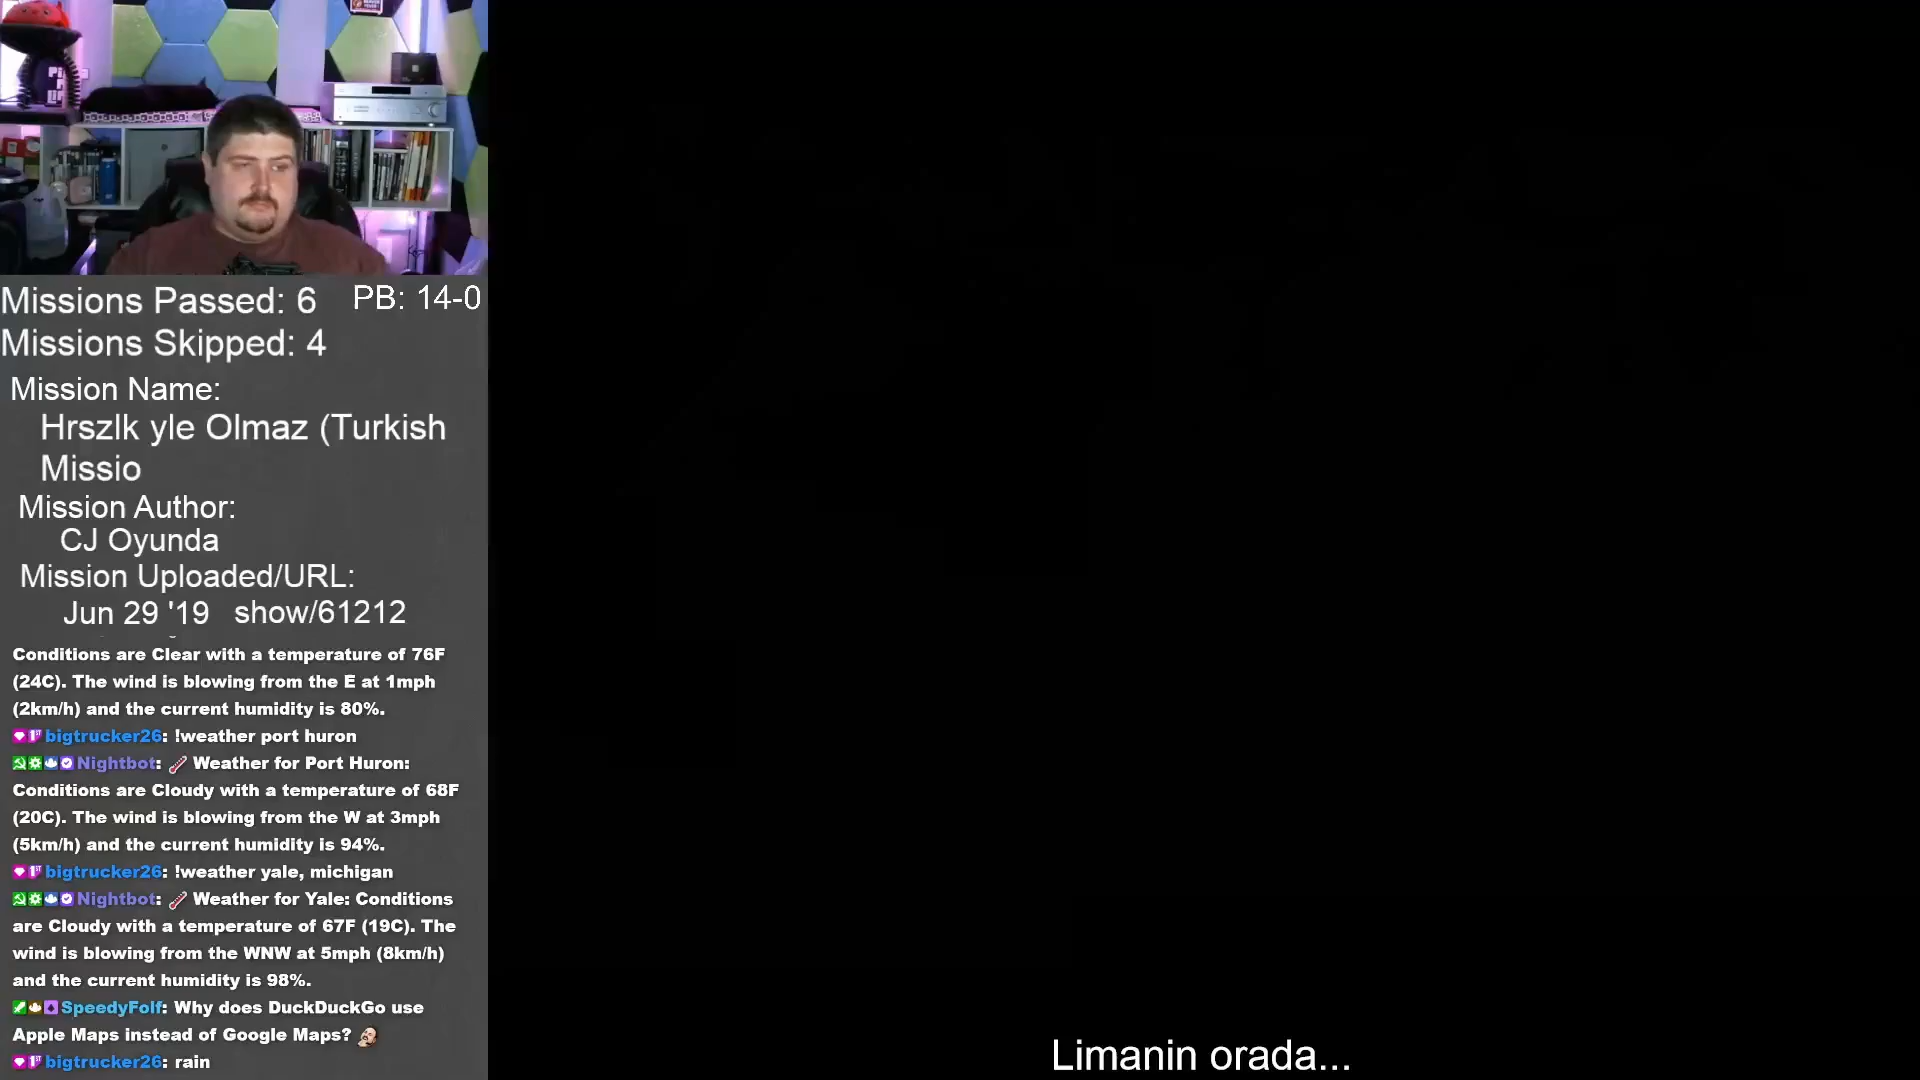 Missions Passed: 6
PB: 14-0
Missions Skipped: 4
Mission Name:
Hrszlk yle Olmaz (Turkish
Missio
Mission Author:
CJ Oyunda
Mission Uploaded/URL:
Jun 29 '19 show/61212
Conditions are Clear with a temperature of 76F
(24C). The wind is blowing from the E at 1mph
(2km/h) and the current humidity is 80%.
bigtrucker26: !weather port huron
Nightbot: Weather for Port Huron:
Conditions are Cloudy with a temperature of 68F
(20C). The wind is blowing from the W at 3mph
(5km/h) and the current humidity is 94%.
bigtrucker26: !weather yale, michigan
Nightbot: Weather for Yale: Conditions
are Cloudy with a temperature of 67F (19C). The
wind is blowing from the WNW at 5mph (8km/h)
and the current humidity is 98%.
SpeedyFolf: Why does DuckDuckGo use
Apple Maps instead of Google Maps?
bigtrucker26: rain
Limanin orada...